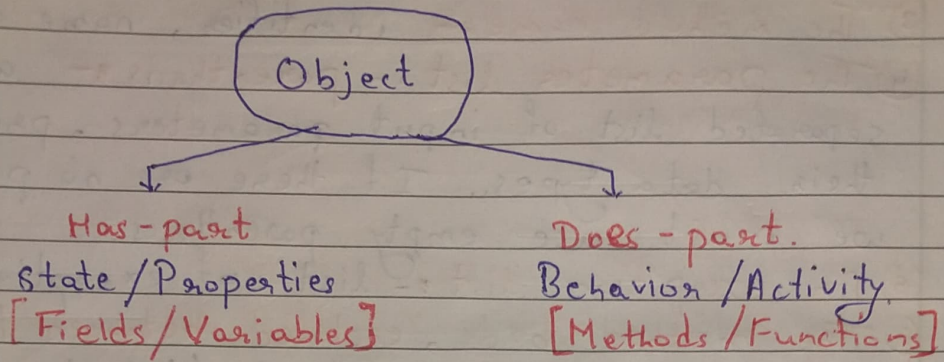 Object
Has-part
State/Properties
[Fields/Variables]
Does-part.
Behavior/Activity.
[Methods/Functions]